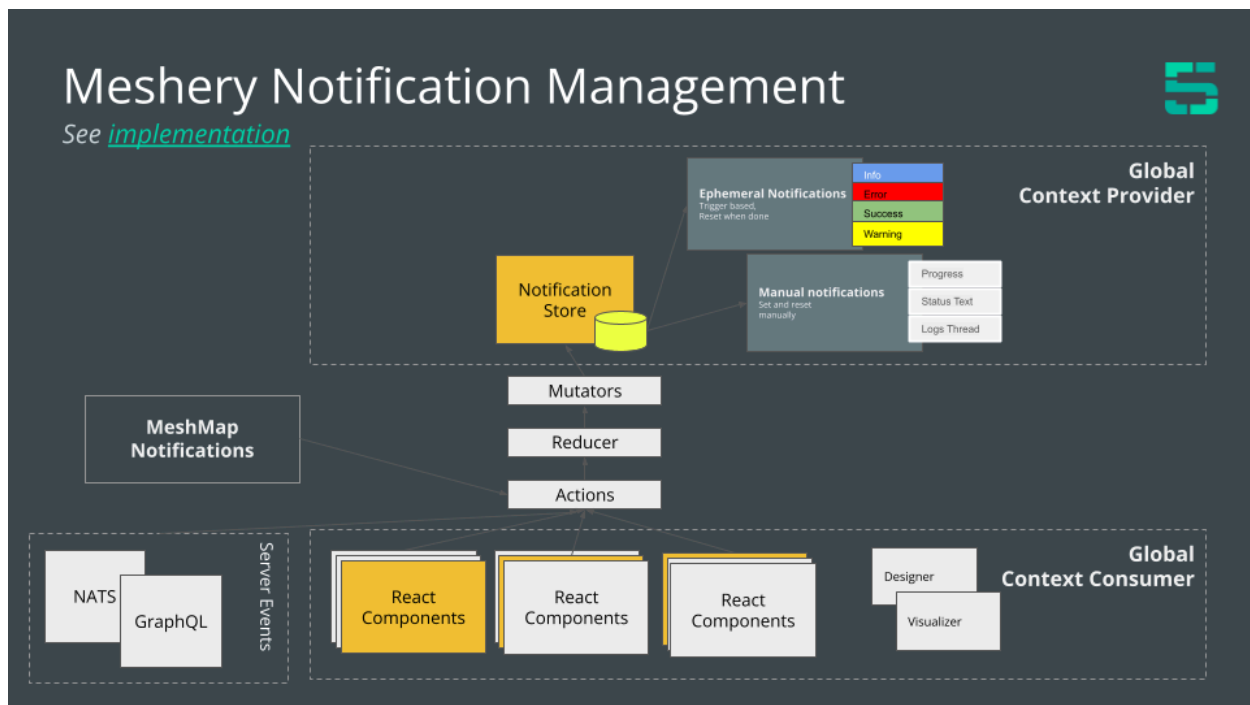 Meshery Notification Management
See implementation
Global
Context Provider
Ephemeral Notifications
Trigger based,
Reset when done
Info
Error
Success
Warning
Notification
Store
Manual notifications
Set and reset
manually
Progress
Status Text
Logs Thread
Mutators
MeshMap
Notifications
Reducer
Actions
Server Events
NATS
GraphQL
React
Components
React
Components
React
Components
Designer
Visualizer
Global
Context Consumer